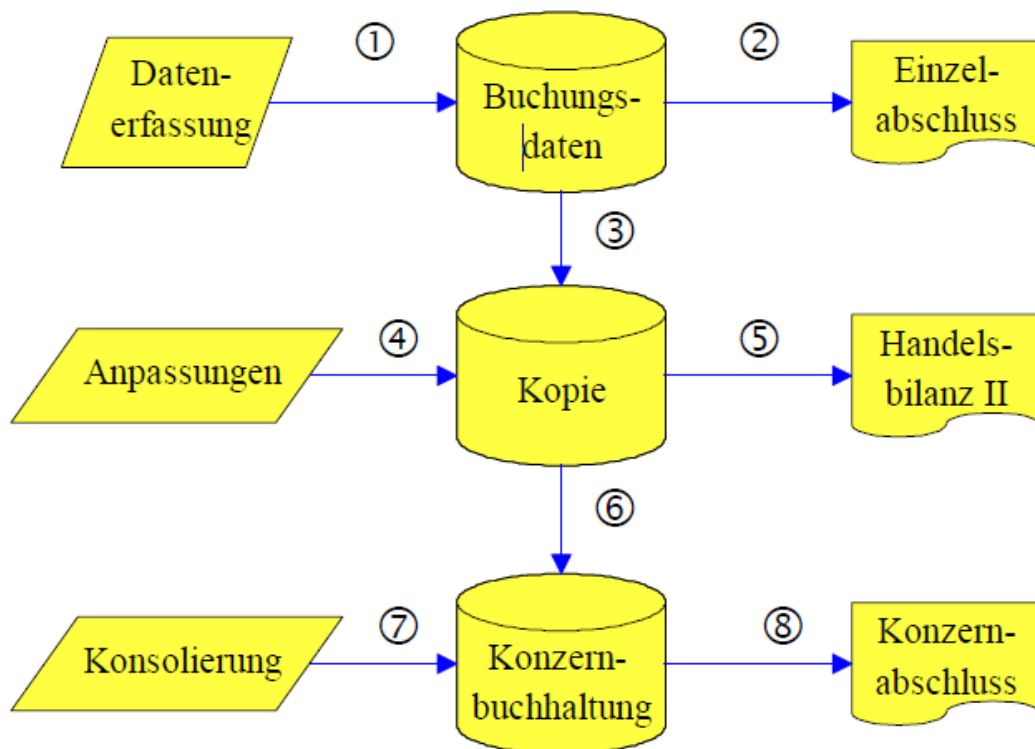 Daten-
erfassung
①
Buchungs-
daten
②
Einzel-
abschluss
③
Anpassungen
④
Kopie
⑤
Handels-
bilanz II
⑥
Konsolierung
⑦
Konzern-
buchhaltung
⑧
Konzern-
abschluss